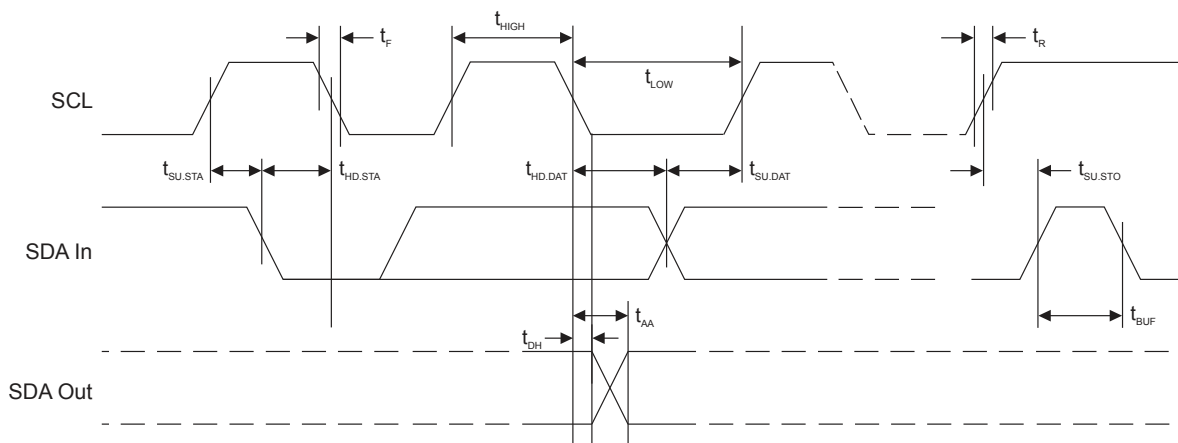 tHIGH
tF
tR
tLOW
SCL
tSU.STA
tHD.STA
tHD.DAT
tSU.DAT
tSU.STO
SDA In
tAA
tBUF
tDH
SDA Out